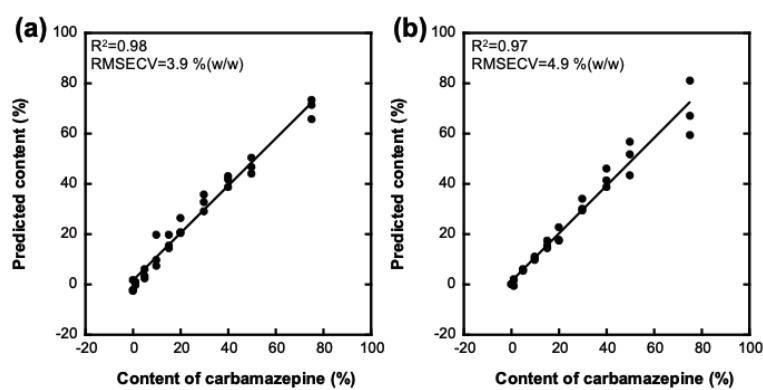 (a)
R²=0.98
RMSECV=3.9 %(w/w)
100
80
60
40
20
0
-20
-20 0 20 40 60 80 100
Predicted content (%)
Content of carbamazepine (%)
(b)
R²=0.97
RMSECV=4.9 %(w/w)
100
80
60
40
20
0
-20
-20 0 20 40 60 80 100
Predicted content (%)
Content of carbamazepine (%)